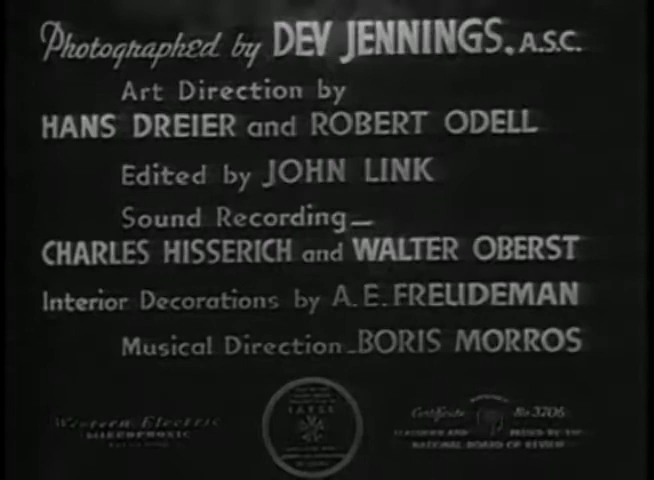 Photographed by DEV JENNINGS, A.S.C.
Art Direction by
HANS DREIER and ROBERT ODELL
Edited by JOHN LINK
Sound Recording—
CHARLES HISSERICH and WALTER OBERST
Interior Decorations by A. E. FREUDEMAN
Musical Direction—BORIS MORROS
Western Electric
MIRROPHONIC
I.A.T.S.E.
Certificate No 3706
NATIONAL BOARD OF REVIEW